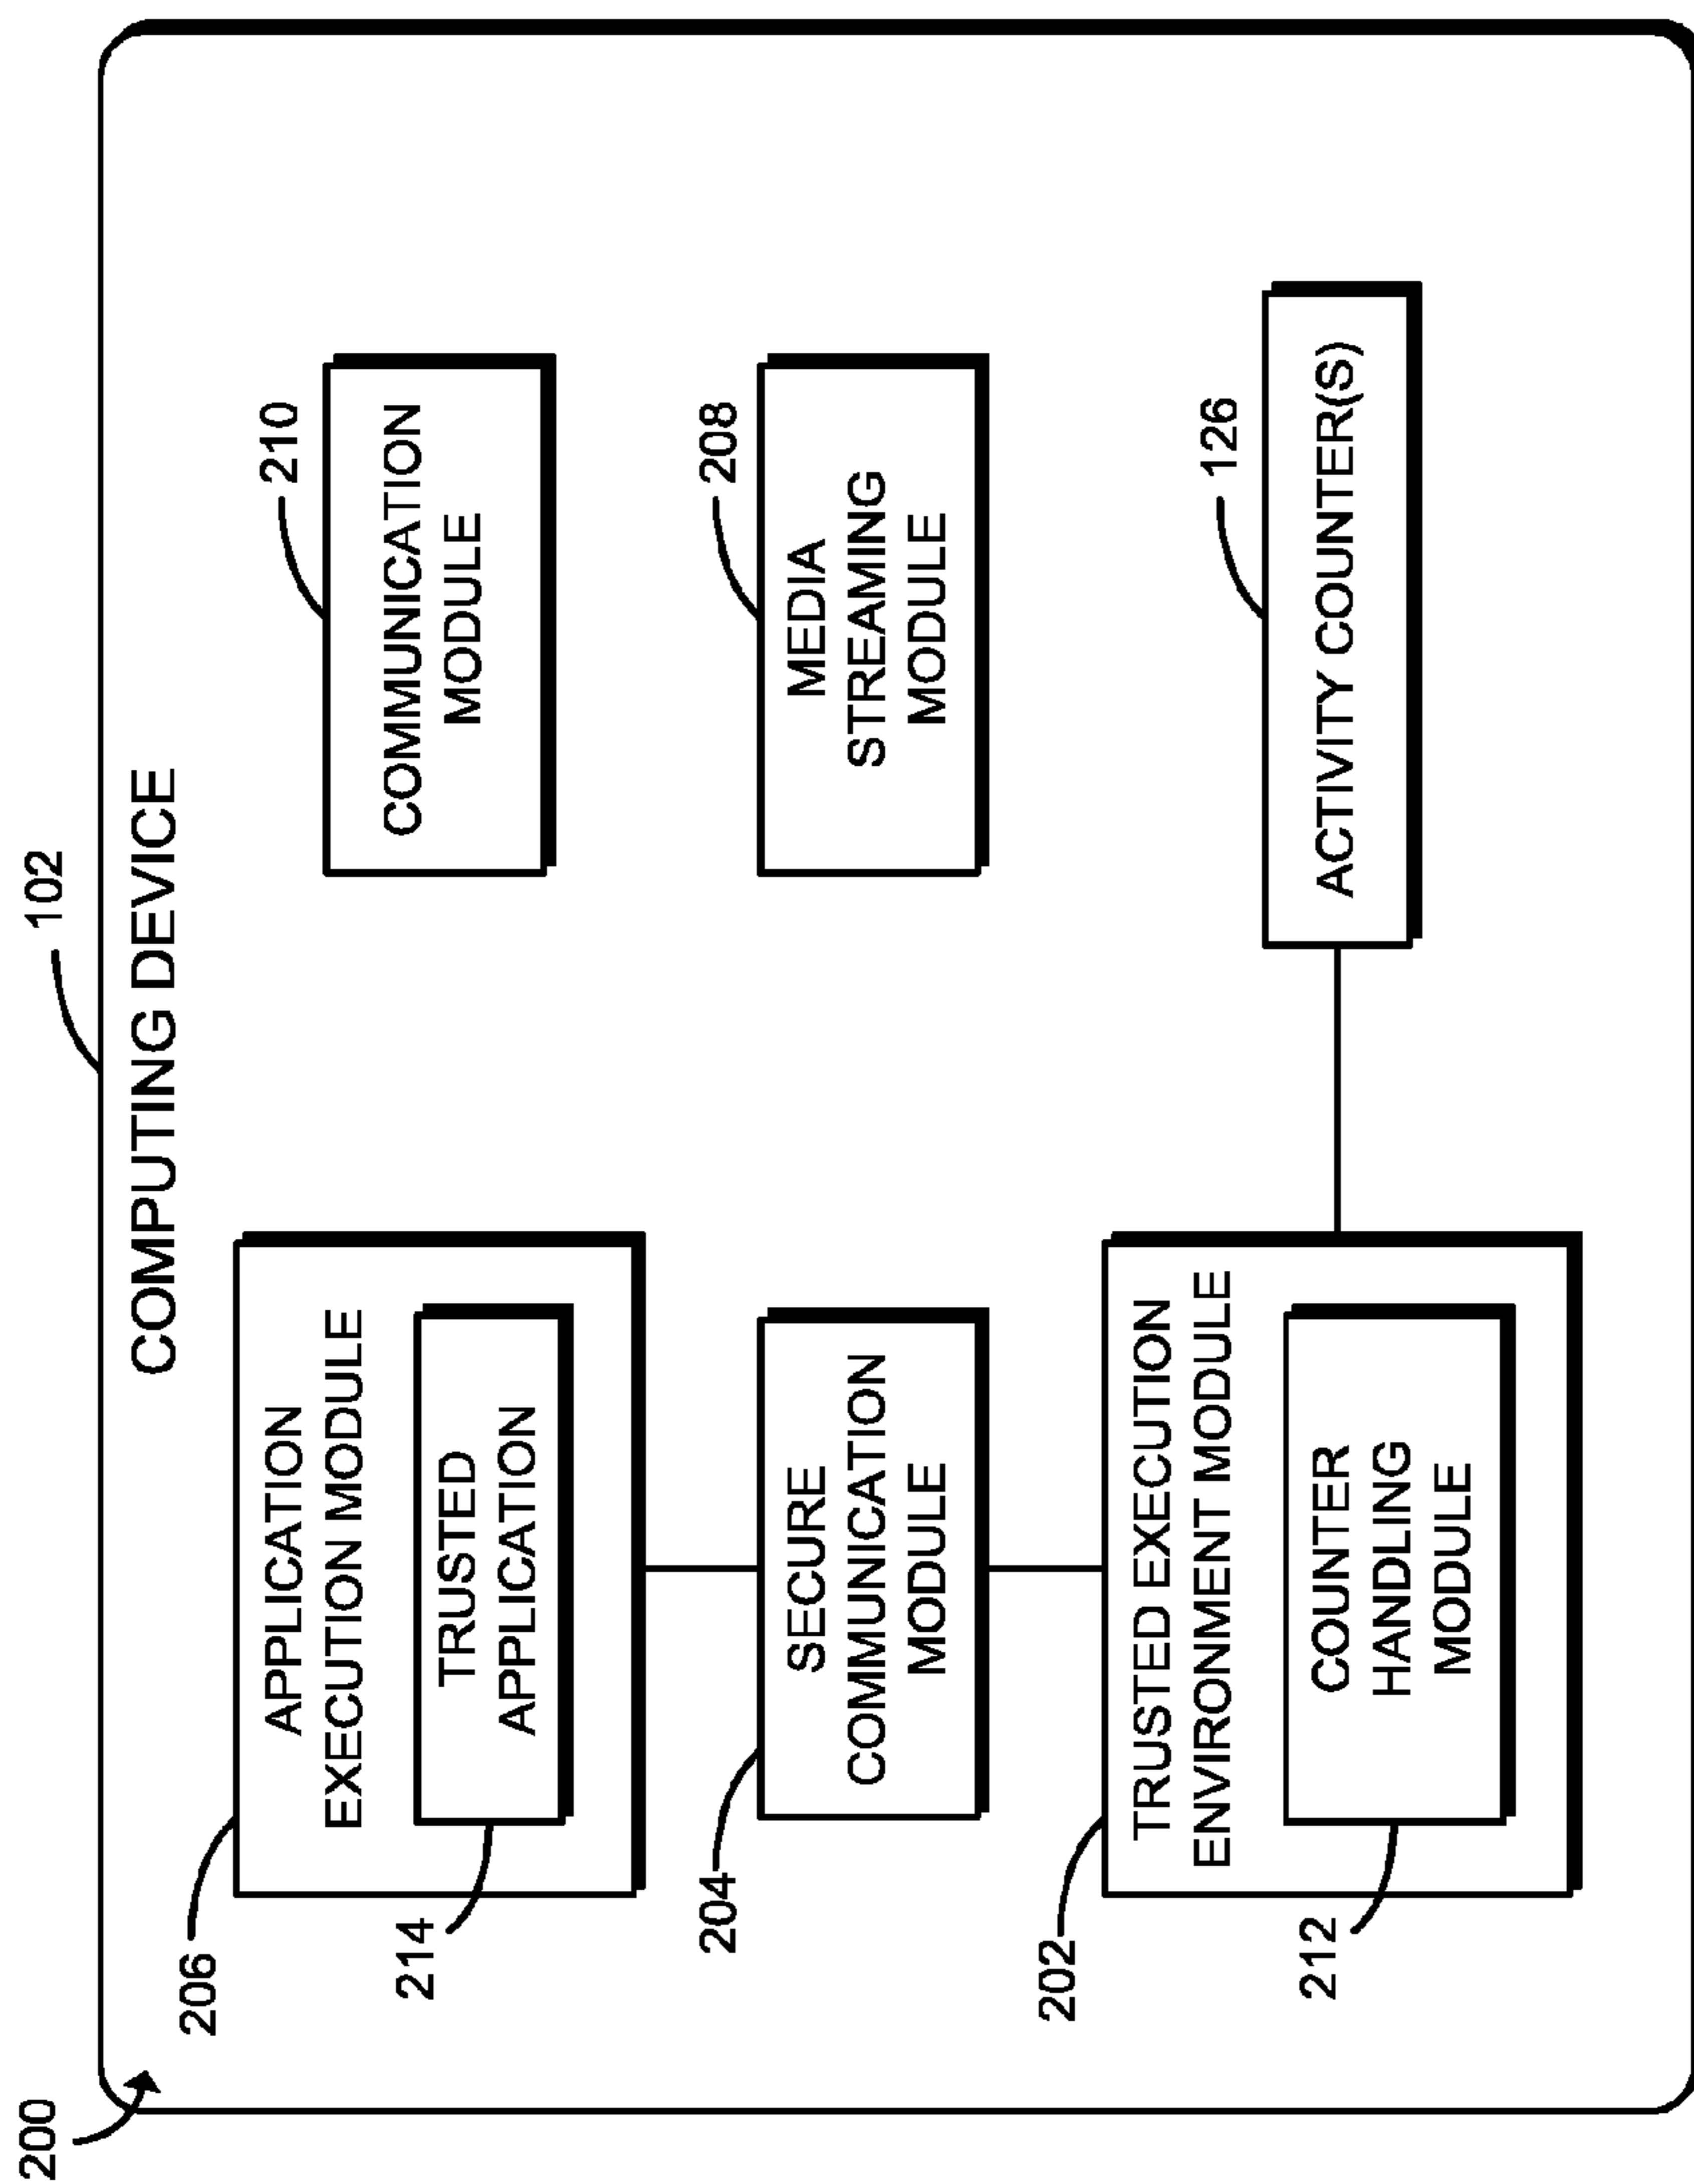 200
102
COMPUTING DEVICE
206
APPLICATION
EXECUTION MODULE
214
TRUSTED
APPLICATION
210
COMMUNICATION
MODULE
204
SECURE
COMMUNICATION
MODULE
208
MEDIA
STREAMING
MODULE
202
TRUSTED EXECUTION
ENVIRONMENT MODULE
212
COUNTER
HANDLING
MODULE
126
ACTIVITY COUNTER(S)